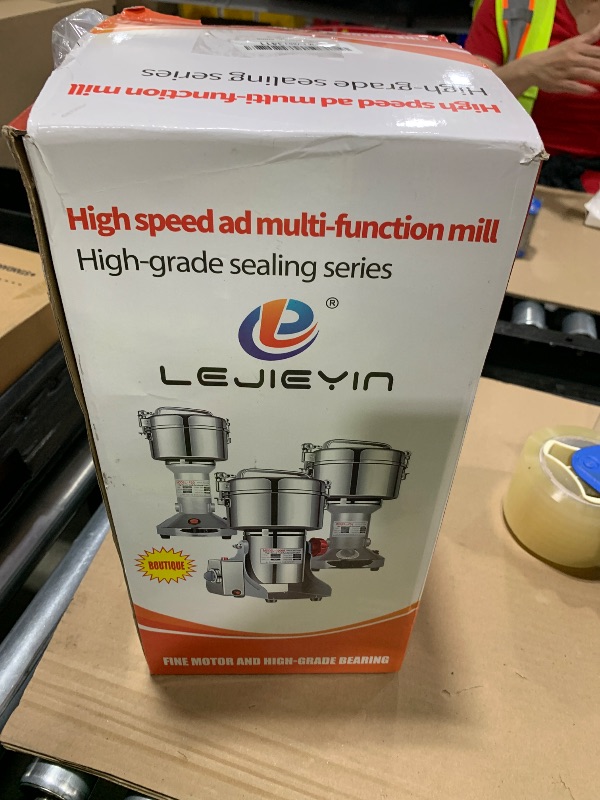 High-grade sealing series
High speed ad multi-function mill
High speed ad multi-function mill
High-grade sealing series
®
LEJIEYIN
BOUTIQUE
FINE MOTOR AND HIGH-GRADE BEARING